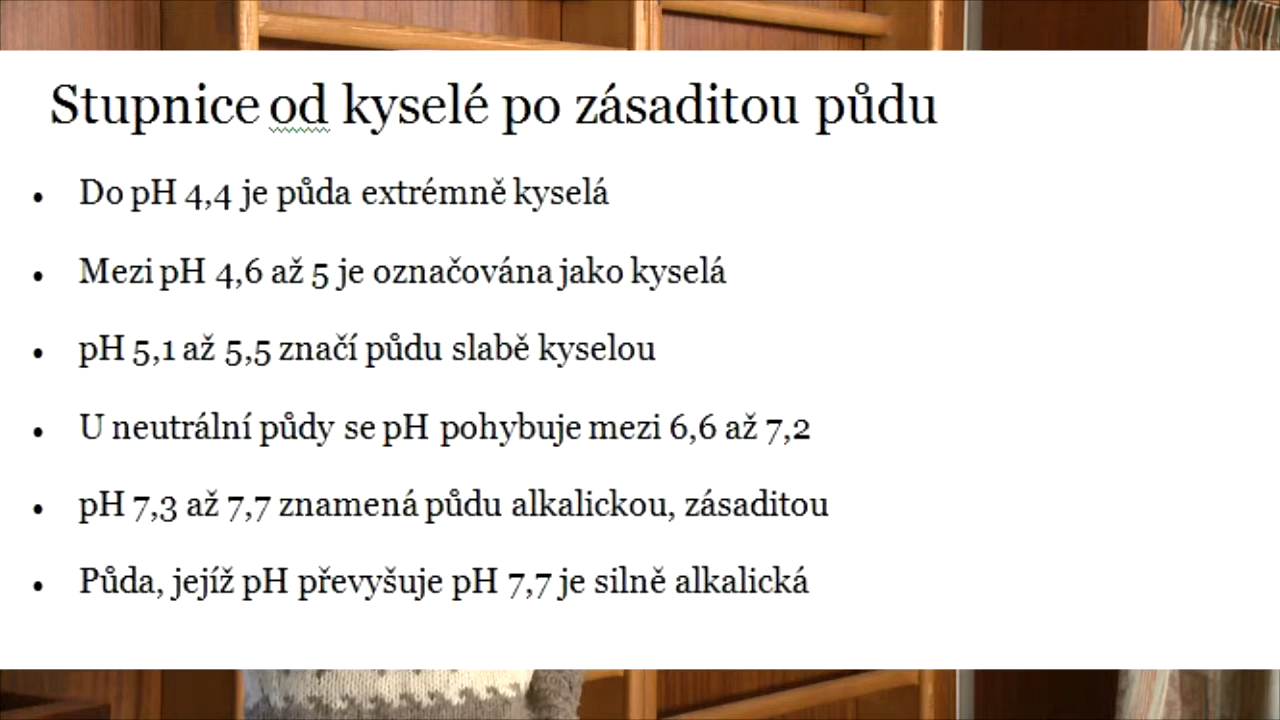 Stupnice od kyselé po zásaditou půdu
• Do pH 4,4 je půda extrémně kyselá
• Mezi pH 4,6 až 5 je označována jako kyselá
• pH 5,1 až 5,5 značí půdu slabě kyselou
• U neutrální půdy se pH pohybuje mezi 6,6 až 7,2
• pH 7,3 až 7,7 znamená půdu alkalickou, zásaditou
• Půda, jejíž pH převyšuje pH 7,7 je silně alkalická